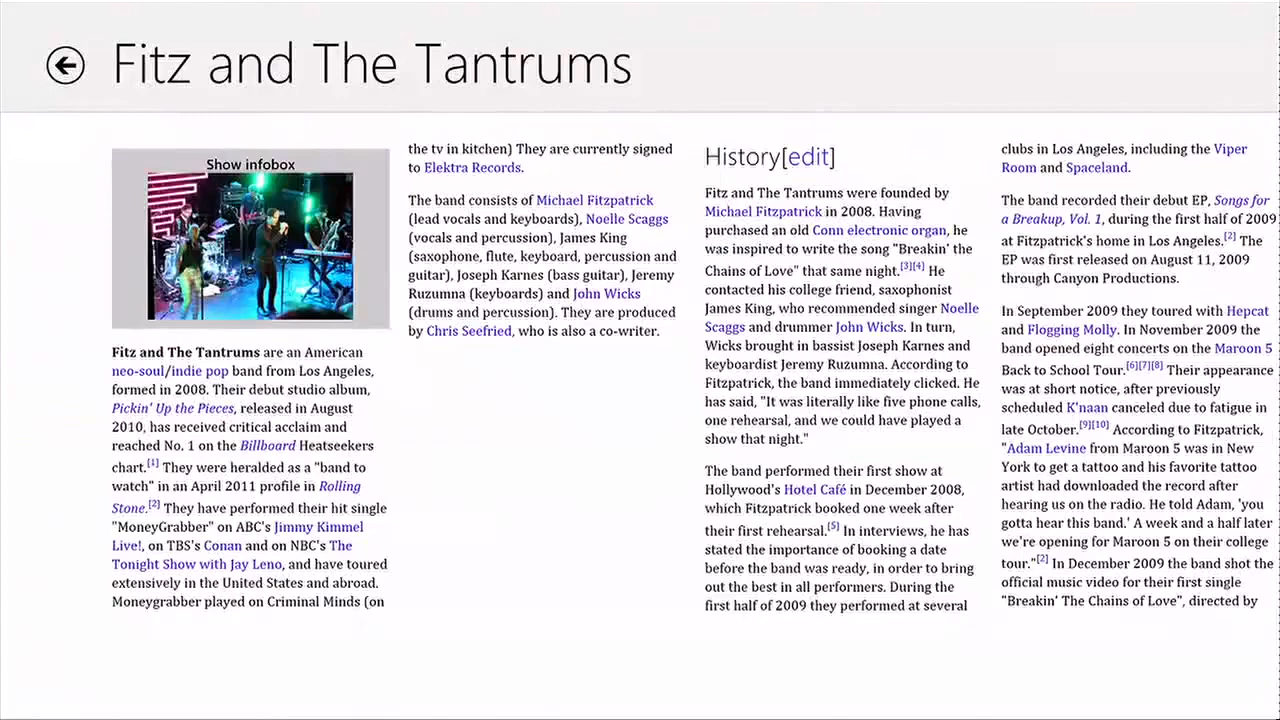 Fitz and The Tantrums
Show infobox
Fitz and The Tantrums are an American
neo-soul/indie pop band from Los Angeles,
formed in 2008. Their debut studio album,
Pickin' Up the Pieces, released in August
2010, has received critical acclaim and
reached No. 1 on the Billboard Heatseekers
chart.[1] They were heralded as a "band to
watch" in an April 2011 profile in Rolling
Stone.[2] They have performed their hit single
"MoneyGrabber" on ABC's Jimmy Kimmel
Live!, on TBS's Conan and on NBC's The
Tonight Show with Jay Leno, and have toured
extensively in the United States and abroad.
Moneygrabber played on Criminal Minds (on
the tv in kitchen) They are currently signed
to Elektra Records.
The band consists of Michael Fitzpatrick
(lead vocals and keyboards), Noelle Scaggs
(vocals and percussion), James King
(saxophone, flute, keyboard, percussion and
guitar), Joseph Karnes (bass guitar), Jeremy
Ruzumna (keyboards) and John Wicks
(drums and percussion). They are produced
by Chris Seefried, who is also a co-writer.
History[edit]
Fitz and The Tantrums were founded by
Michael Fitzpatrick in 2008. Having
purchased an old Conn electronic organ, he
was inspired to write the song "Breakin' the
Chains of Love" that same night.[3][4] He
contacted his college friend, saxophonist
James King, who recommended singer Noelle
Scaggs and drummer John Wicks. In turn,
Wicks brought in bassist Joseph Karnes and
keyboardist Jeremy Ruzumna. According to
Fitzpatrick, the band immediately clicked. He
has said, "It was literally like five phone calls,
one rehearsal, and we could have played a
show that night."
The band performed their first show at
Hollywood's Hotel Café in December 2008,
which Fitzpatrick booked one week after
their first rehearsal.[5] In interviews, he has
stated the importance of booking a date
before the band was ready, in order to bring
out the best in all performers. During the
first half of 2009 they performed at several
clubs in Los Angeles, including the Viper
Room and Spaceland.
The band recorded their debut EP, Songs for
a Breakup, Vol. 1, during the first half of 2009
at Fitzpatrick's home in Los Angeles.[2] The
EP was first released on August 11, 2009
through Canyon Productions.
In September 2009 they toured with Hepcat
and Flogging Molly. In November 2009 the
band opened eight concerts on the Maroon 5
Back to School Tour.[6][7][8] Their appearance
was at short notice, after previously
scheduled K'naan canceled due to fatigue in
late October.[9][10] According to Fitzpatrick,
"Adam Levine from Maroon 5 was in New
York to get a tattoo and his favorite tattoo
artist had downloaded the record after
hearing us on the radio. He told Adam, 'you
gotta hear this band.' A week and a half later
we're opening for Maroon 5 on their college
tour."[2] In December 2009 the band shot the
official music video for their first single
"Breakin' The Chains of Love", directed by